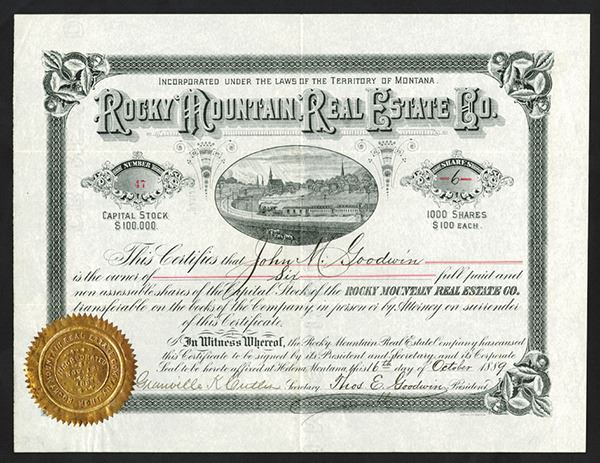 INCORPORATED UNDER THE LAWS OF THE TERRITORY OF MONTANA.
ROCKY MOUNTAIN REAL ESTATE CO.
NUMBER
47
SHARES
6
CAPITAL STOCK
$100.000.
1000 SHARES
$100 EACH.
This Certifies that John M. Goodwin
is the owner of Six full paid and
non assessable shares of the Capital Stock of the ROCKY MOUNTAIN REAL ESTATE CO.
transferable on the books of the Company in person or by Attorney on surrender
of this Certificate.
In Witness Whereof, the Rocky Mountain Real Estate Company has caused
this Certificate to be signed by its President and Secretary, and its Corporate
Seal to be hereto affixed at Helena, Montana, this 16th day of October 1889
Granville K. Secretary Thos. E. Goodwin, President